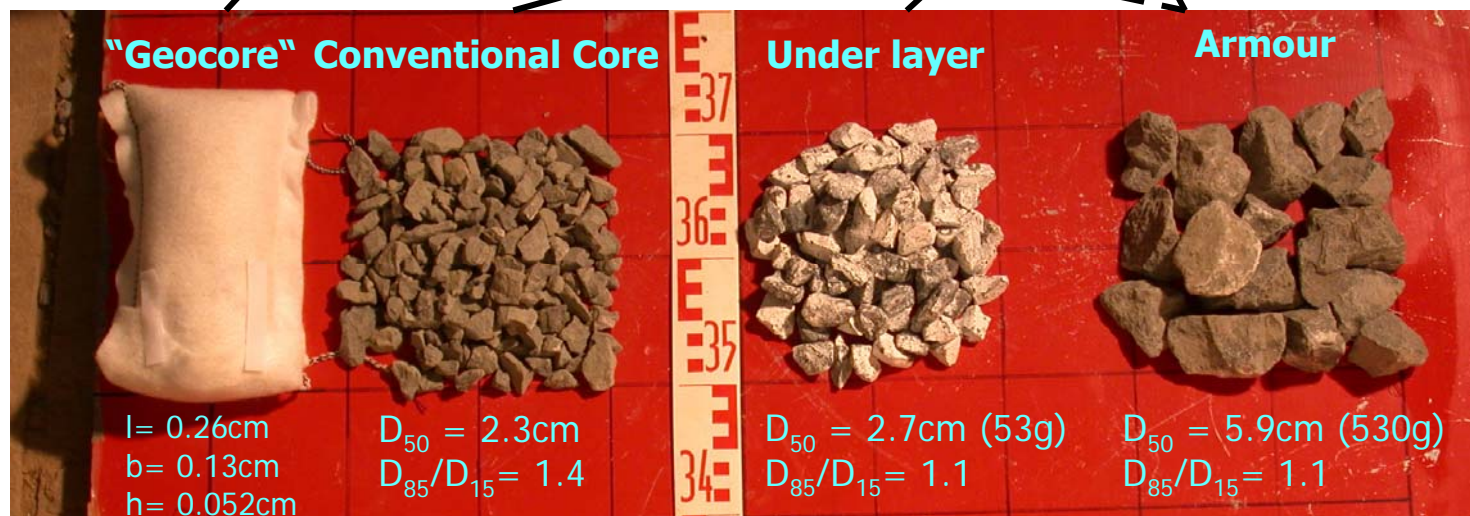 "Geocore" Conventional Core Under layer Armour
E
37
E
36
E
35
E
34
l= 0.26cm
b= 0.13cm
h= 0.052cm
D₅₀ = 2.3cm
D₈₅/D₁₅= 1.4
D₅₀ = 2.7cm (53g)
D₈₅/D₁₅= 1.1
D₅₀ = 5.9cm (530g)
D₈₅/D₁₅= 1.1